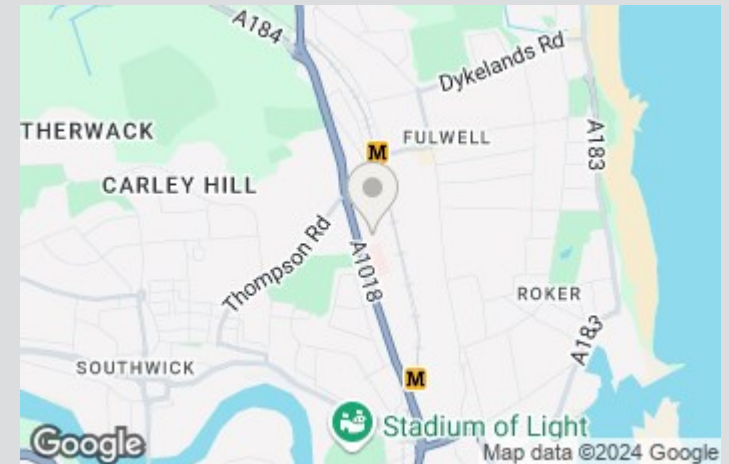 A184
Dykelands Rd
THERWACK
M
FULWELL
A183
CARLEY HILL
Thompson Rd
A1018
ROKER
A183
SOUTHWICK
M
Stadium of Light
Google
Map data ©2024 Google